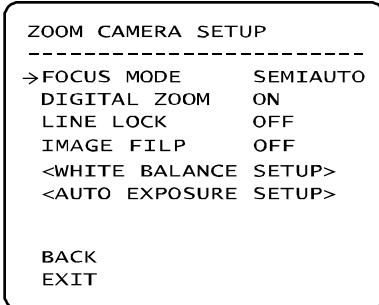 ZOOM CAMERA SETUP
--------------------------
→FOCUS MODE SEMIAUTO
DIGITAL ZOOM ON
LINE LOCK OFF
IMAGE FILP OFF
<WHITE BALANCE SETUP>
<AUTO EXPOSURE SETUP>
BACK
EXIT